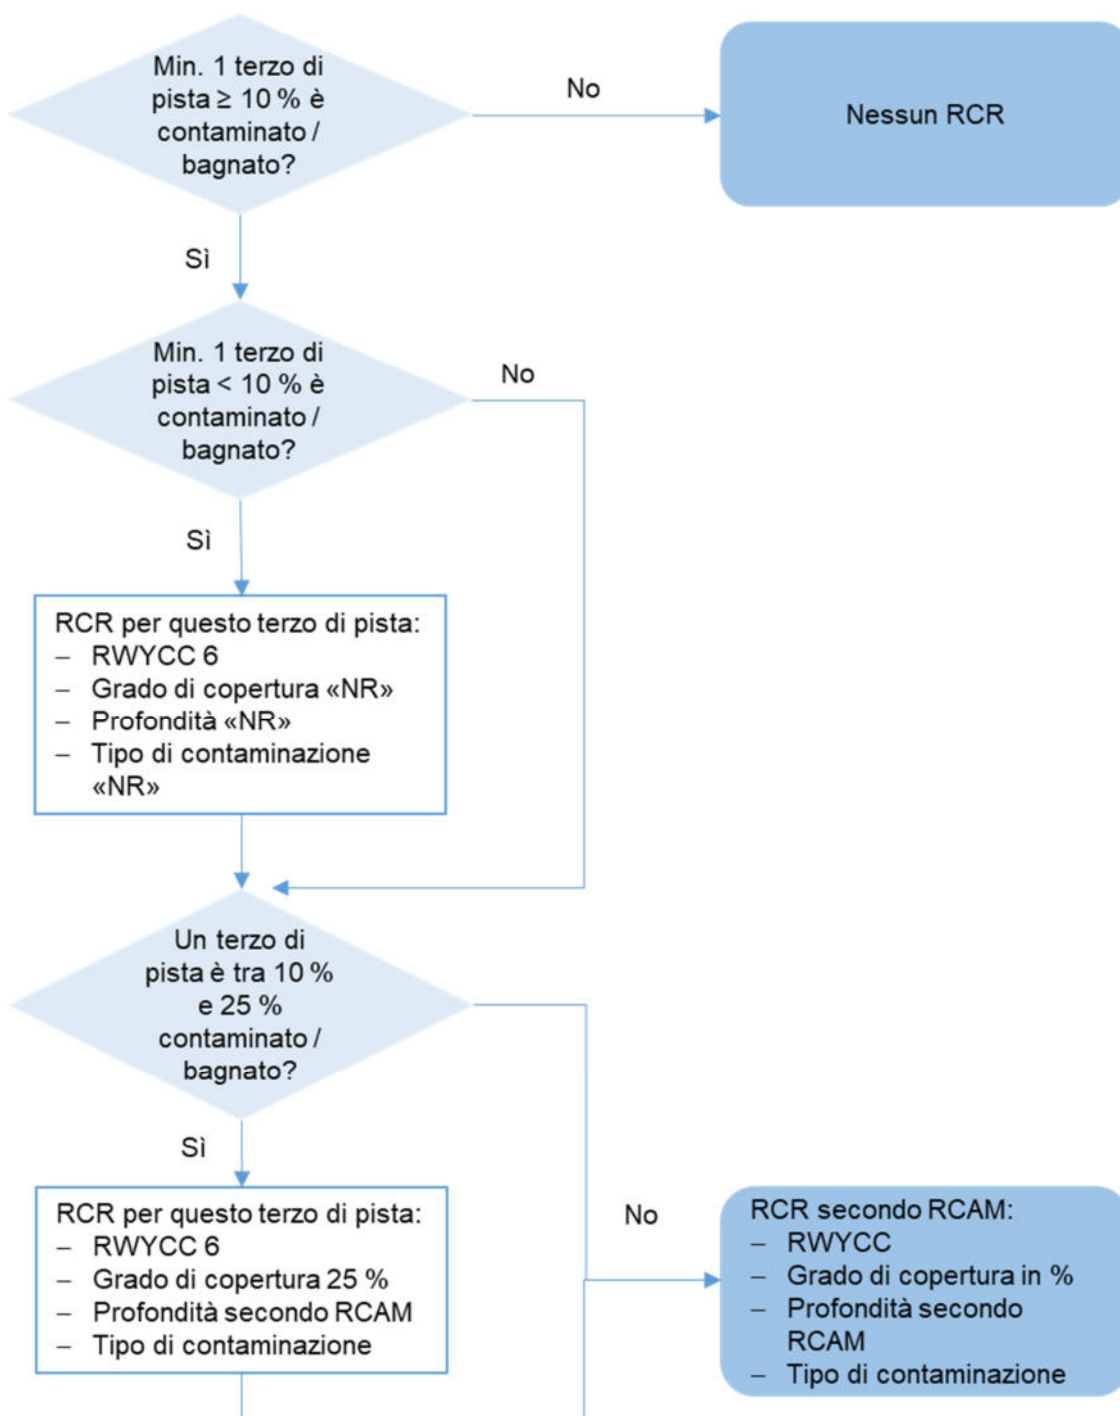 Min. 1 terzo di
pista ≥ 10 % è
contaminato /
bagnato?
No
Nessun RCR
Sì
Min. 1 terzo di
pista < 10 % è
contaminato /
bagnato?
No
Sì
RCR per questo terzo di pista:
– RWYCC 6
– Grado di copertura «NR»
– Profondità «NR»
– Tipo di contaminazione
«NR»
Un terzo di
pista è tra 10 %
e 25 %
contaminato /
bagnato?
Sì
RCR per questo terzo di pista:
– RWYCC 6
– Grado di copertura 25 %
– Profondità secondo RCAM
– Tipo di contaminazione
No
RCR secondo RCAM:
– RWYCC
– Grado di copertura in %
– Profondità secondo
RCAM
– Tipo di contaminazione